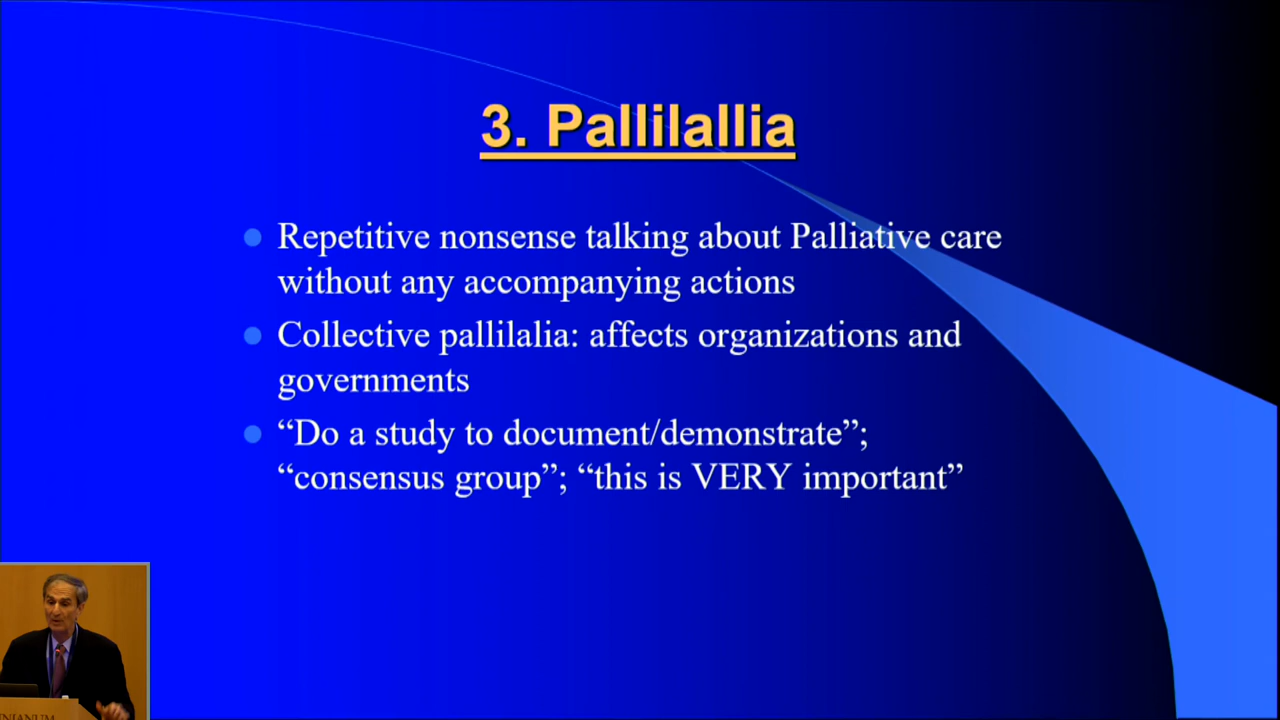 3. Pallilallia
Repetitive nonsense talking about Palliative care
without any accompanying actions
Collective pallilalia: affects organizations and
governments
“Do a study to document/demonstrate”;
“consensus group”; “this is VERY important”